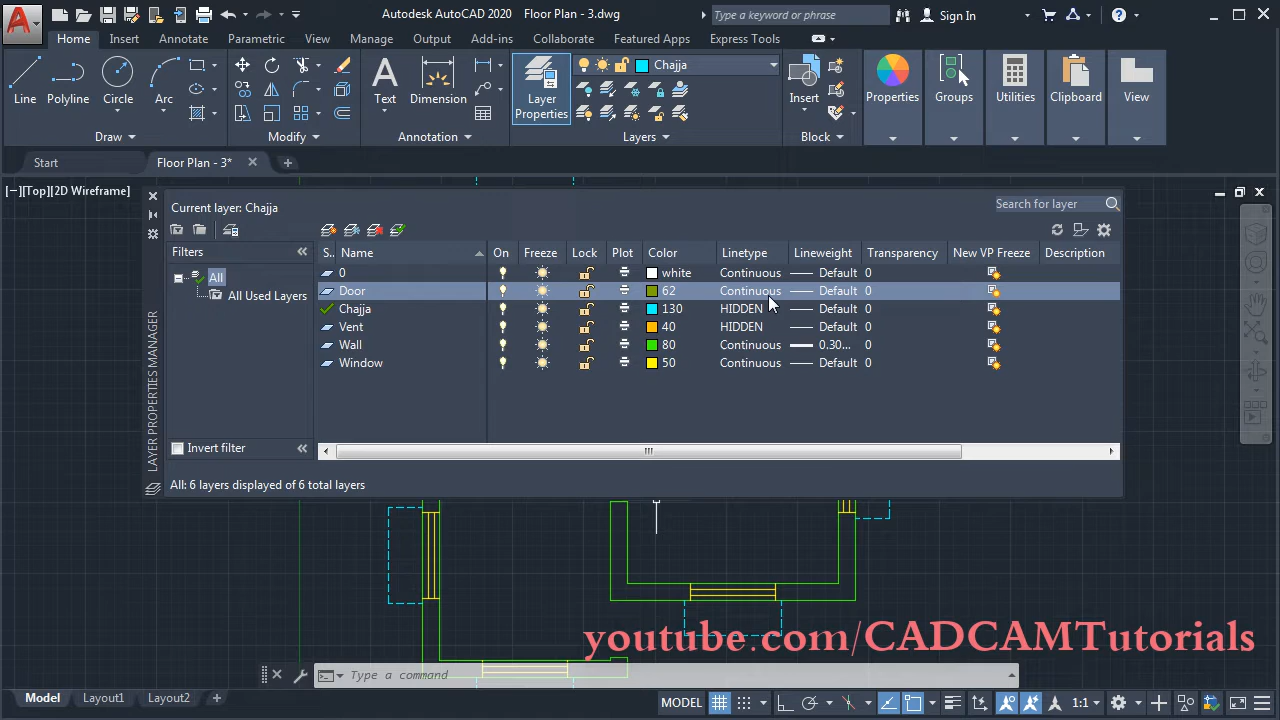 Autodesk AutoCAD 2020 Floor Plan - 3.dwg Type a keyword or phrase Sign In
Home Insert Annotate Parametric View Manage Output Add-ins Collaborate Featured Apps Express Tools
Chajja
Line Polyline Circle Arc Text Dimension Layer Properties Insert Properties Groups Utilities Clipboard View
Draw Modify Annotation Layers Block
Start Floor Plan - 3*
[−][Top][2D Wireframe]
Current layer: Chajja Search for layer
Filters S.. Name On Freeze Lock Plot Color Linetype Lineweight Transparency New VP Freeze Description
All 0 white Continuous Default 0
All Used Layers Door 62 Continuous Default 0
Chajja 130 HIDDEN Default 0
Vent 40 HIDDEN Default 0
Wall 80 Continuous 0.30... 0
Window 50 Continuous Default 0
LAYER PROPERTIES MANAGER
Invert filter
All: 6 layers displayed of 6 total layers
youtube.com/CADCAMTutorials
Type a command
Model Layout1 Layout2 MODEL 1:1